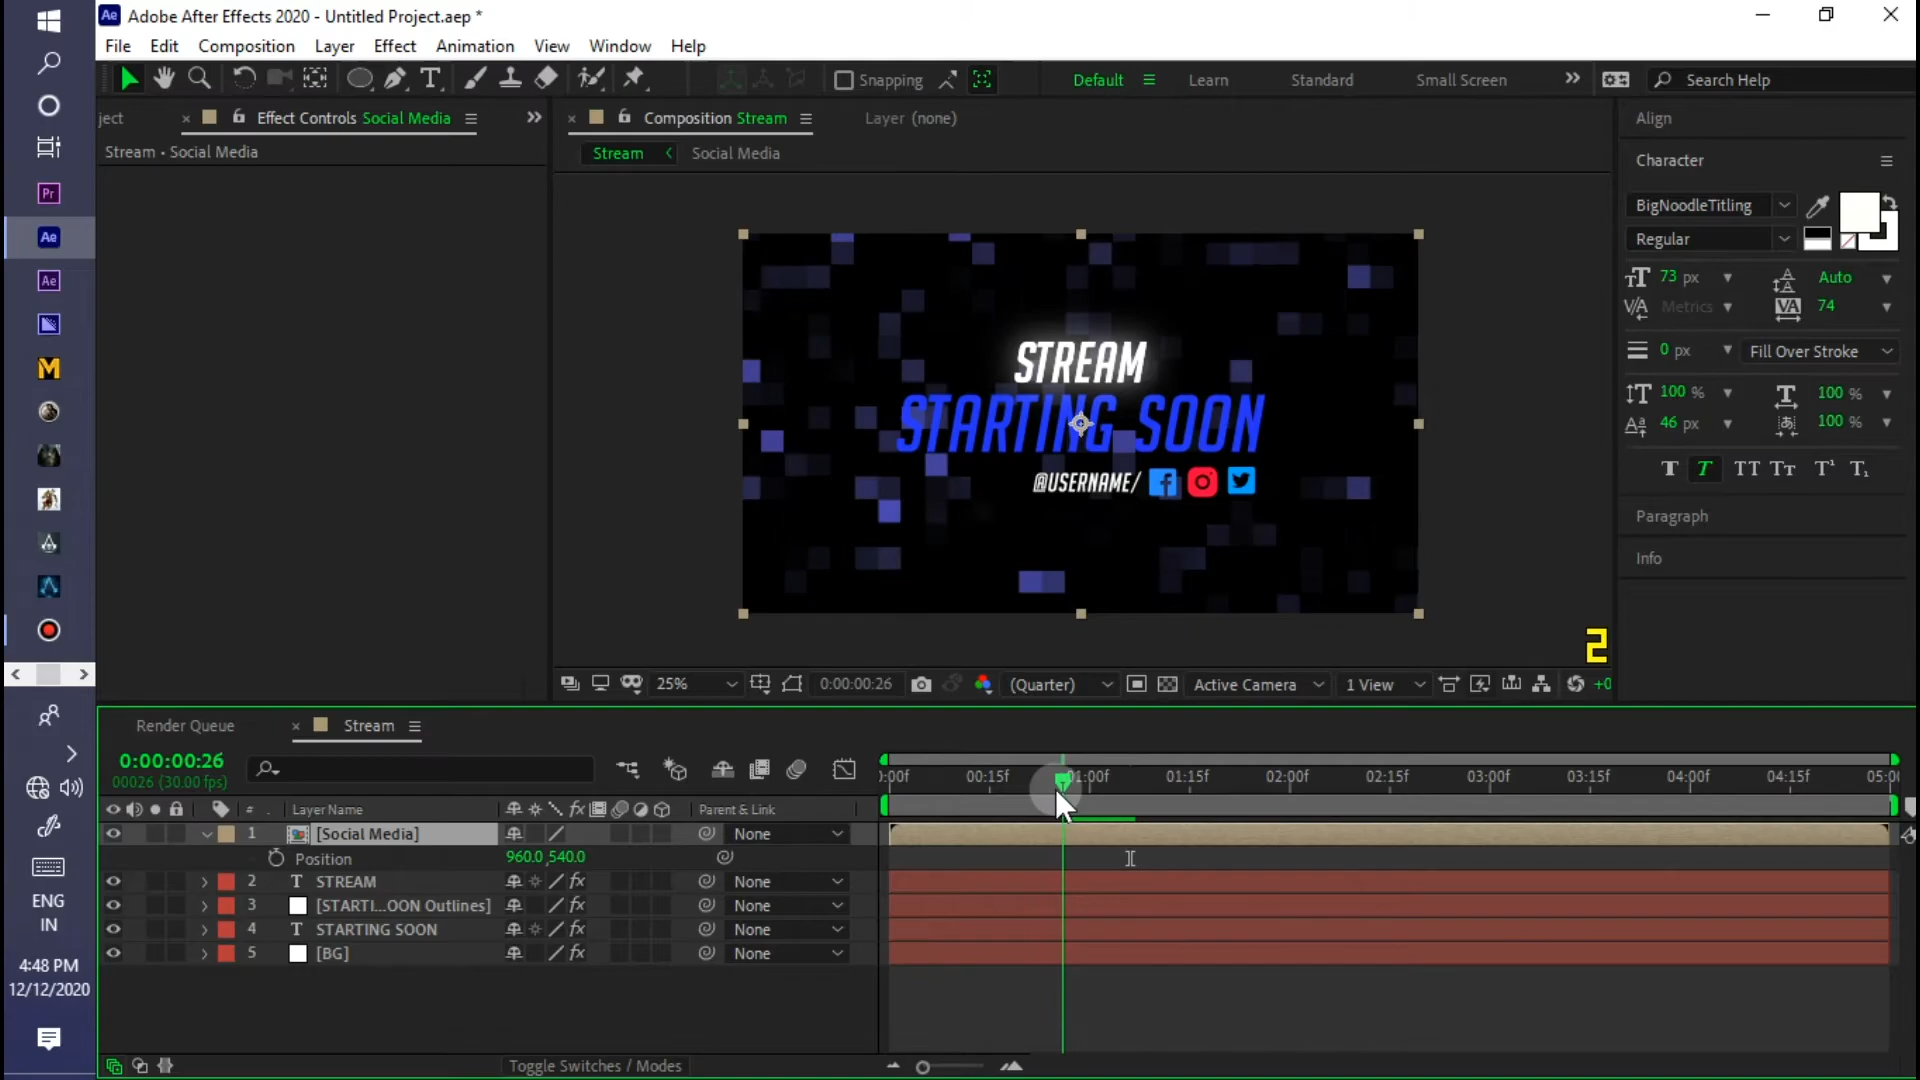 Adobe After Effects 2020 - Untitled Project.aep *
File Edit Composition Layer Effect Animation View Window Help
Snapping
Default
Learn
Standard
Small Screen
Search Help
ject
Effect Controls Social Media
Stream • Social Media
Composition Stream
Layer (none)
Stream
Social Media
STREAM
STARTING SOON
@USERNAME/
2
25%
0:00:00:26
(Quarter)
Active Camera
1 View
+0
Align
Character
BigNoodleTitling
Regular
73 px
Auto
Metrics
74
0 px
Fill Over Stroke
100 %
100 %
46 px
100 %
Paragraph
Info
Render Queue
Stream
0:00:00:26
00026 (30.00 fps)
# Layer Name
Parent & Link
1 [Social Media] None
Position 960.0,540.0
2 T STREAM None
3 [STARTI...OON Outlines] None
4 T STARTING SOON None
5 [BG] None
):00f 00:15f 01:00f 01:15f 02:00f 02:15f 03:00f 03:15f 04:00f 04:15f 05:00
Toggle Switches / Modes
Pr
Ae
Ae
ENG
IN
4:48 PM
12/12/2020